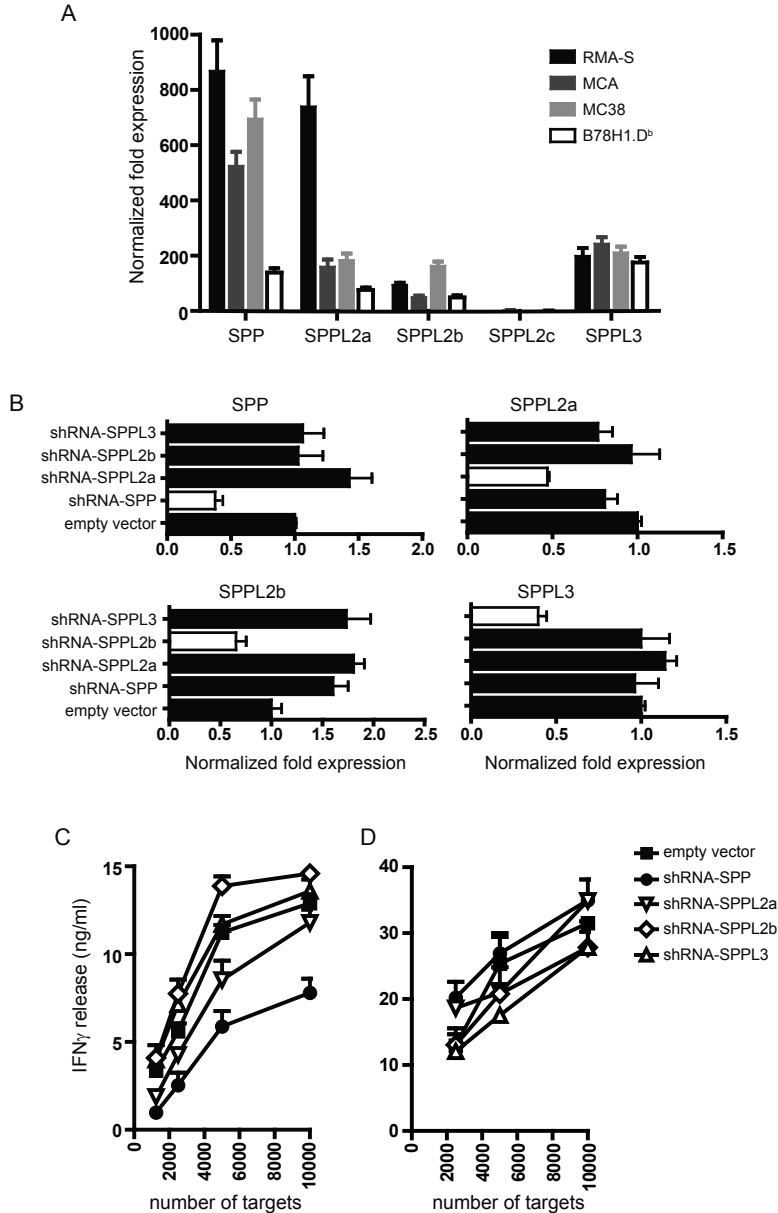 A
Normalized fold expression
1000
800
600
400
200
0
SPP SPPL2a SPPL2b SPPL2c SPPL3
RMA-S
MCA
MC38
B78H1.Dᵇ
B
SPP
shRNA-SPPL3
shRNA-SPPL2b
shRNA-SPPL2a
shRNA-SPP
empty vector
0.0 0.5 1.0 1.5 2.0
SPPL2a
0.0 0.5 1.0 1.5
SPPL2b
shRNA-SPPL3
shRNA-SPPL2b
shRNA-SPPL2a
shRNA-SPP
empty vector
0.0 0.5 1.0 1.5 2.0 2.5
Normalized fold expression
SPPL3
0.0 0.5 1.0 1.5
Normalized fold expression
C
IFNγ release (ng/ml)
15
10
5
0
0 2000 4000 6000 8000 10000
number of targets
D
40
30
20
10
0
0 2000 4000 6000 8000 10000
number of targets
empty vector
shRNA-SPP
shRNA-SPPL2a
shRNA-SPPL2b
shRNA-SPPL3